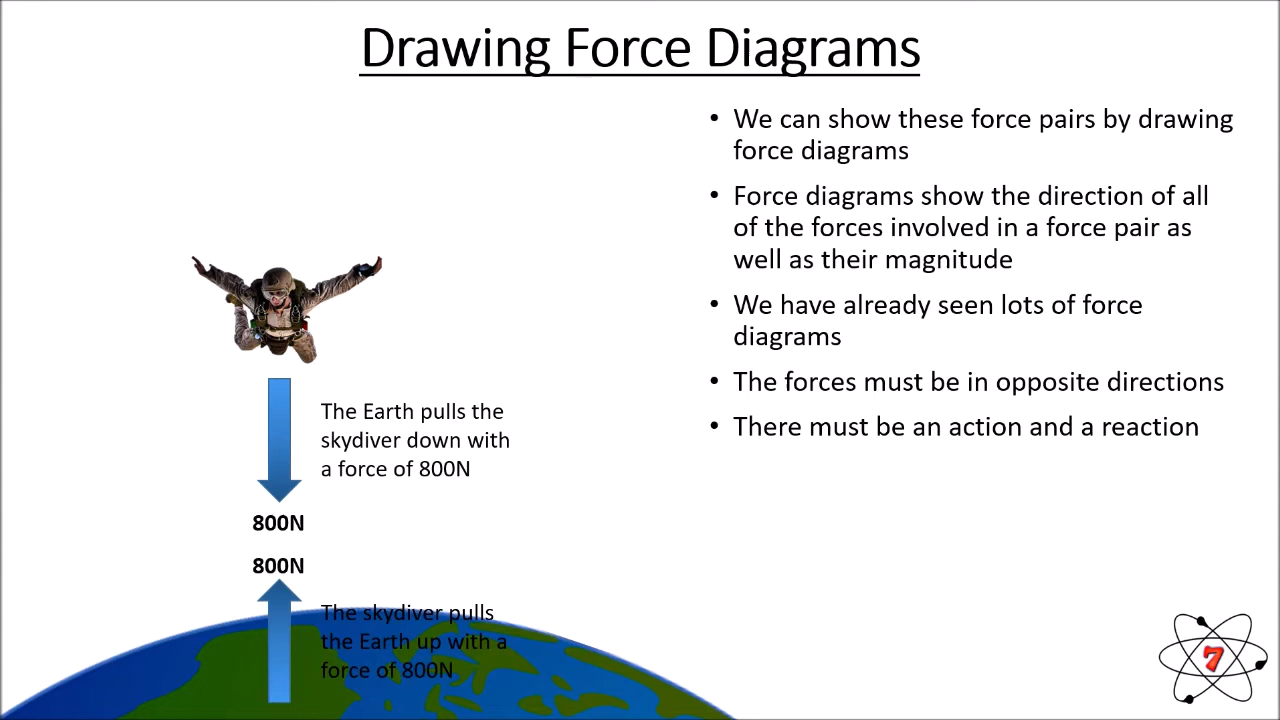 Drawing Force Diagrams
• We can show these force pairs by drawing
force diagrams
• Force diagrams show the direction of all
of the forces involved in a force pair as
well as their magnitude
• We have already seen lots of force
diagrams
• The forces must be in opposite directions
• There must be an action and a reaction
The Earth pulls the
skydiver down with
a force of 800N
800N
800N
The skydiver pulls
the Earth up with a
force of 800N
7